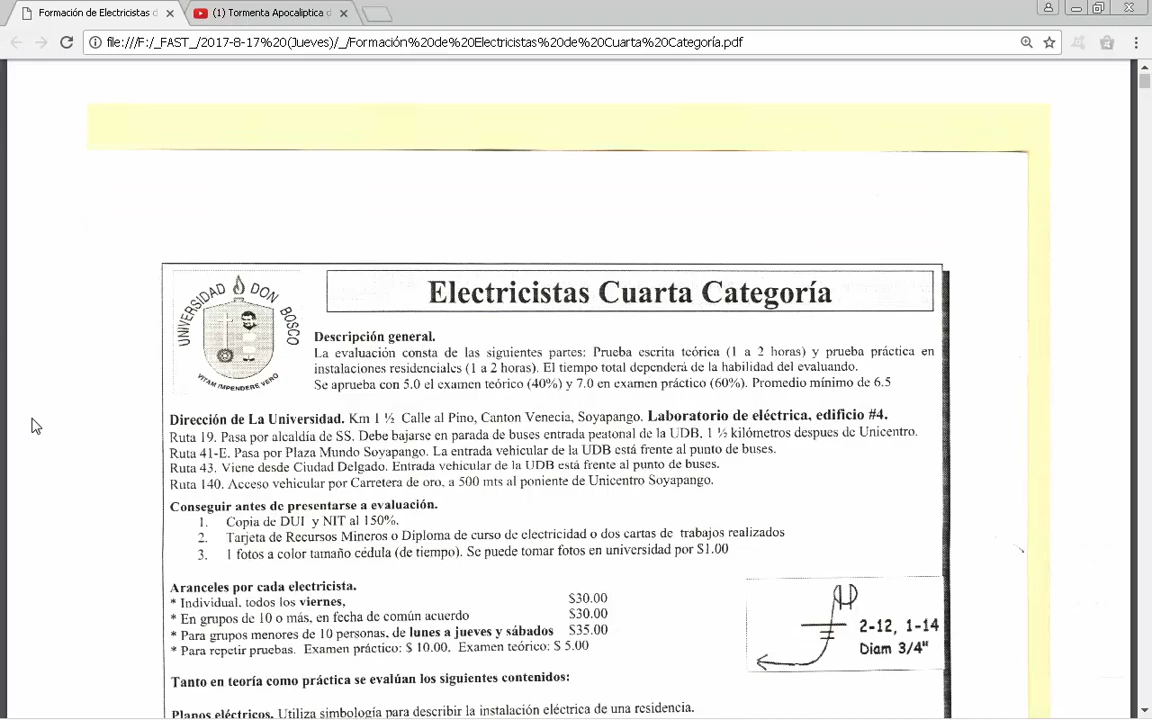 Formación de Electricistas d
(1) Tormenta Apocaliptica d
file:///F:/_FAST_/2017-8-17%20(Jueves)/_/Formación%20de%20Electricistas%20de%20Cuarta%20Categoría.pdf
UNIVERSIDAD DON BOSCO
VITAM IMPENDERE VERO
Electricistas Cuarta Categoría
Descripción general.
La evaluación consta de las siguientes partes: Prueba escrita teórica (1 a 2 horas) y prueba práctica en
instalaciones residenciales (1 a 2 horas). El tiempo total dependerá de la habilidad del evaluando.
Se aprueba con 5.0 el examen teórico (40%) y 7.0 en examen práctico (60%). Promedio mínimo de 6.5
Dirección de La Universidad. Km 1 ½ Calle al Pino, Canton Venecia, Soyapango. Laboratorio de eléctrica, edificio #4.
Ruta 19. Pasa por alcaldía de SS. Debe bajarse en parada de buses entrada peatonal de la UDB, 1 ½ kilómetros despues de Unicentro.
Ruta 41-E. Pasa por Plaza Mundo Soyapango. La entrada vehicular de la UDB está frente al punto de buses.
Ruta 43. Viene desde Ciudad Delgado. Entrada vehicular de la UDB está frente al punto de buses.
Ruta 140. Acceso vehicular por Carretera de oro, a 500 mts al poniente de Unicentro Soyapango.
Conseguir antes de presentarse a evaluación.
1. Copia de DUI y NIT al 150%.
2. Tarjeta de Recursos Mineros o Diploma de curso de electricidad o dos cartas de trabajos realizados
3. 1 fotos a color tamaño cédula (de tiempo). Se puede tomar fotos en universidad por $1.00
Aranceles por cada electricista.
* Individual, todos los viernes, $30.00
* En grupos de 10 o más, en fecha de común acuerdo $30.00
* Para grupos menores de 10 personas, de lunes a jueves y sábados $35.00
* Para repetir pruebas. Examen práctico: $ 10.00. Examen teórico: $ 5.00
2-12, 1-14
Diam 3/4"
Tanto en teoría como práctica se evalúan los siguientes contenidos:
Planos eléctricos. Utiliza simbología para describir la instalación eléctrica de una residencia.